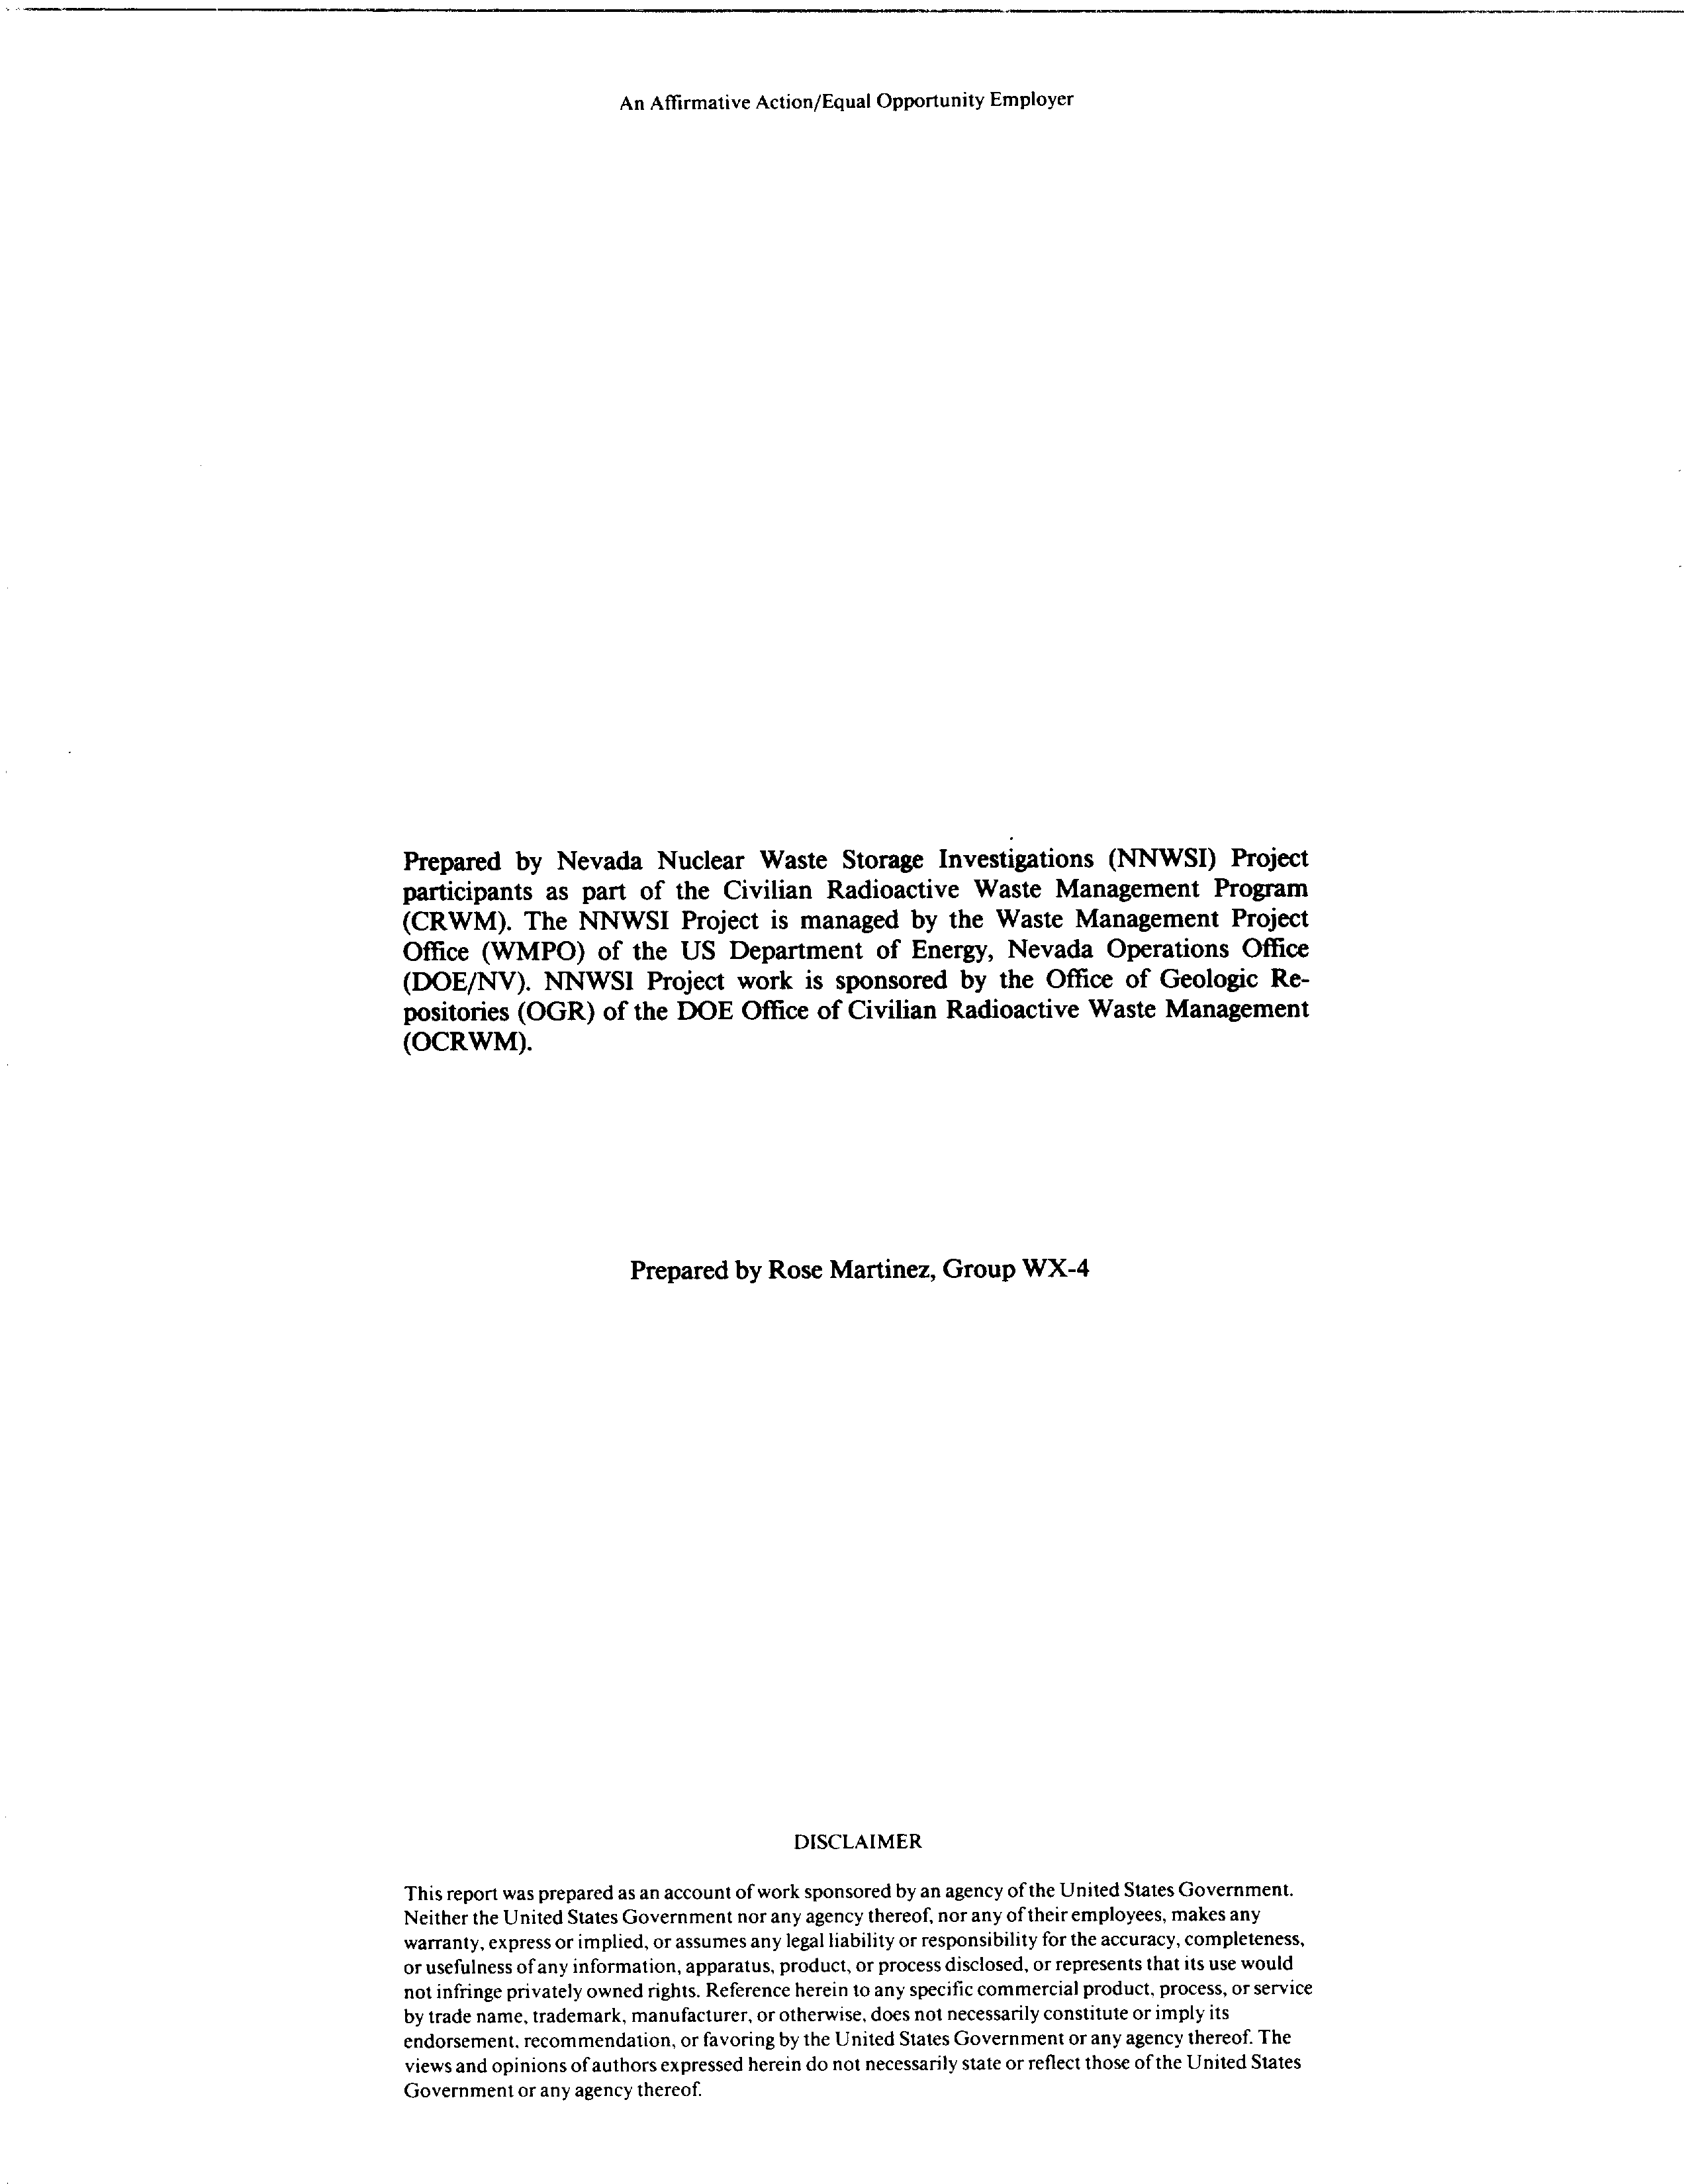 An Affirmative Action/Equal Opportunity Employer
Prepared by Nevada Nuclear Waste Storage Investigations (NNWSI) Project
participants as part of the Civilian Radioactive Waste Management Program
(CRWM). The NNWSI Project is managed by the Waste Management Project
Office (WMPO) of the US Department of Energy, Nevada Operations Office
(DOE/NV). NNWSI Project work is sponsored by the Office of Geologic Re-
positories (OGR) of the DOE Office of Civilian Radioactive Waste Management
(OCRWM).
Prepared by Rose Martinez, Group WX-4
DISCLAIMER
This report was prepared as an account of work sponsored by an agency of the United States Government.
Neither the United States Government nor any agency thereof, nor any of their employees, makes any
warranty, express or implied, or assumes any legal liability or responsibility for the accuracy, completeness,
or usefulness of any information, apparatus, product, or process disclosed, or represents that its use would
not infringe privately owned rights. Reference herein to any specific commercial product, process, or service
by trade name, trademark, manufacturer, or otherwise, does not necessarily constitute or imply its
endorsement, recommendation, or favoring by the United States Government or any agency thereof. The
views and opinions of authors expressed herein do not necessarily state or reflect those of the United States
Government or any agency thereof.